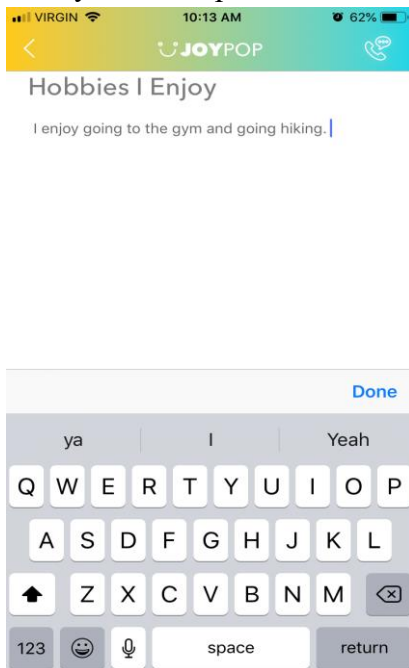 VIRGIN 10:13 AM 62%
JOYPOP
Hobbies I Enjoy
I enjoy going to the gym and going hiking.
Done
ya I Yeah
Q W E R T Y U I O P
A S D F G H J K L
Z X C V B N M
123 space return